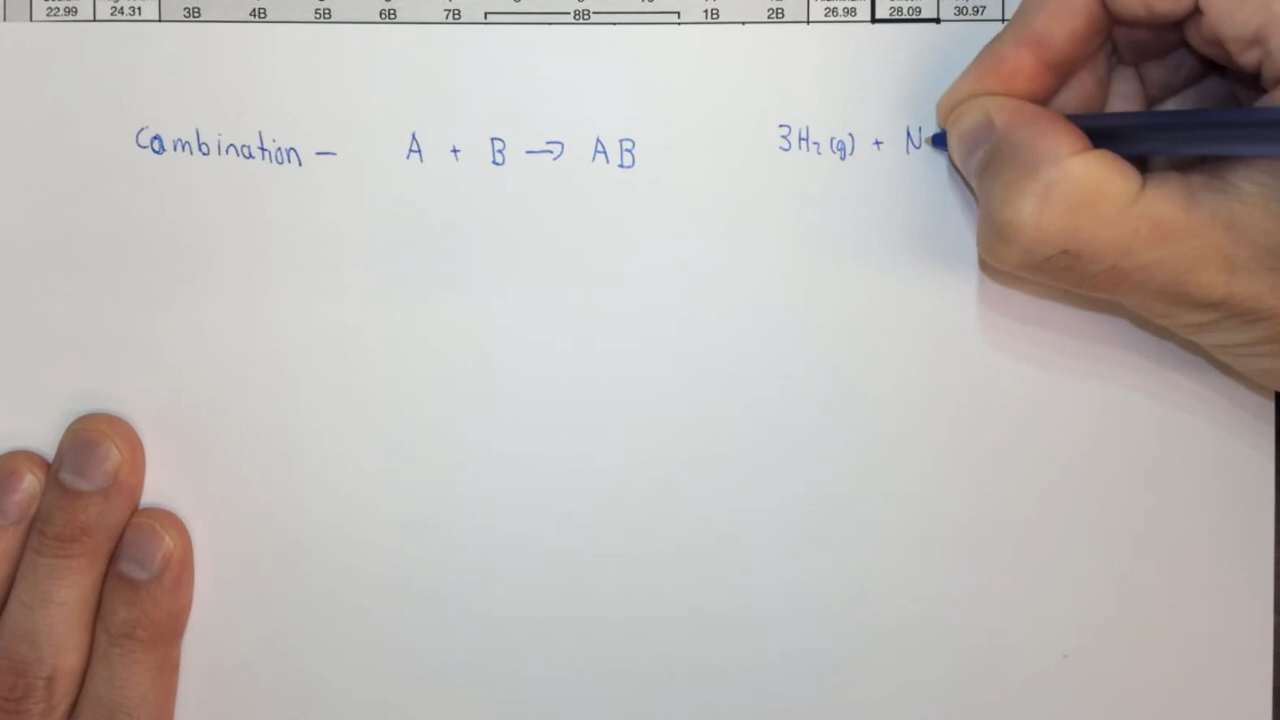 22.99 24.31 3B 4B 5B 6B 7B 8B 1B 2B 26.98 28.09 30.97
Combination – A + B → AB 3H₂(g) + N